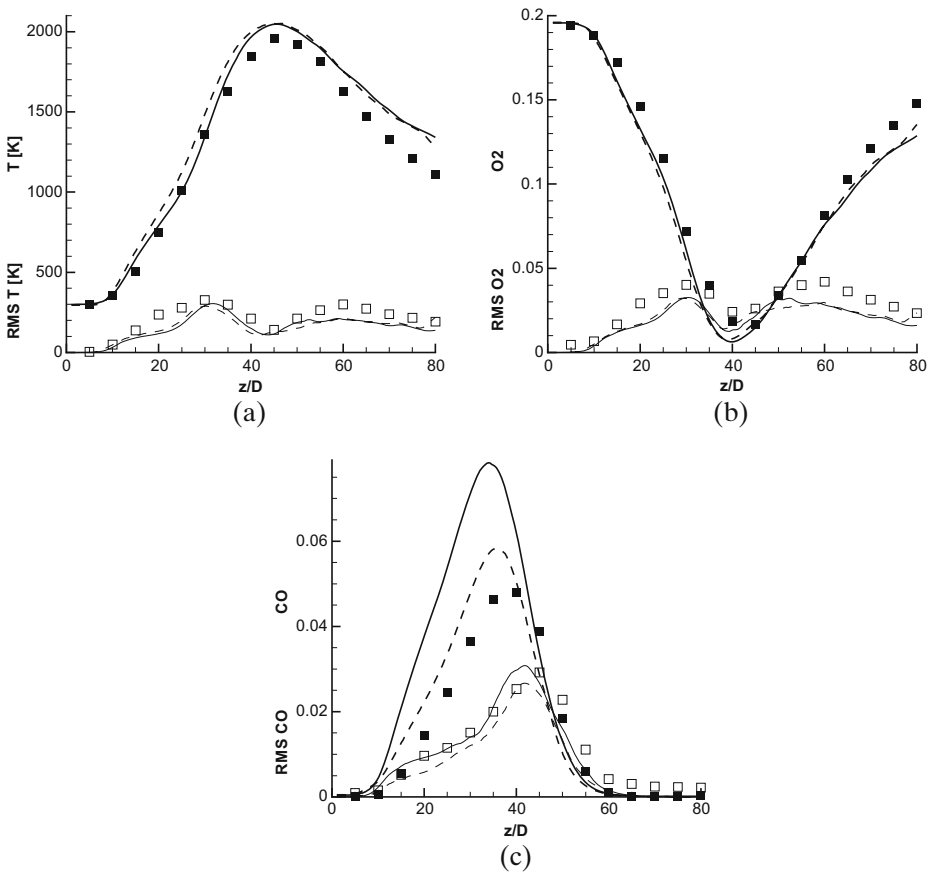 2000
1500
1000
500
0
T [K]
RMS T [K]
0 20 40 60 80
z/D
(a)
0.2
0.15
0.1
0.05
0
O2
RMS O2
0 20 40 60 80
z/D
(b)
0.06
0.04
0.02
0
CO
RMS CO
0 20 40 60 80
z/D
(c)